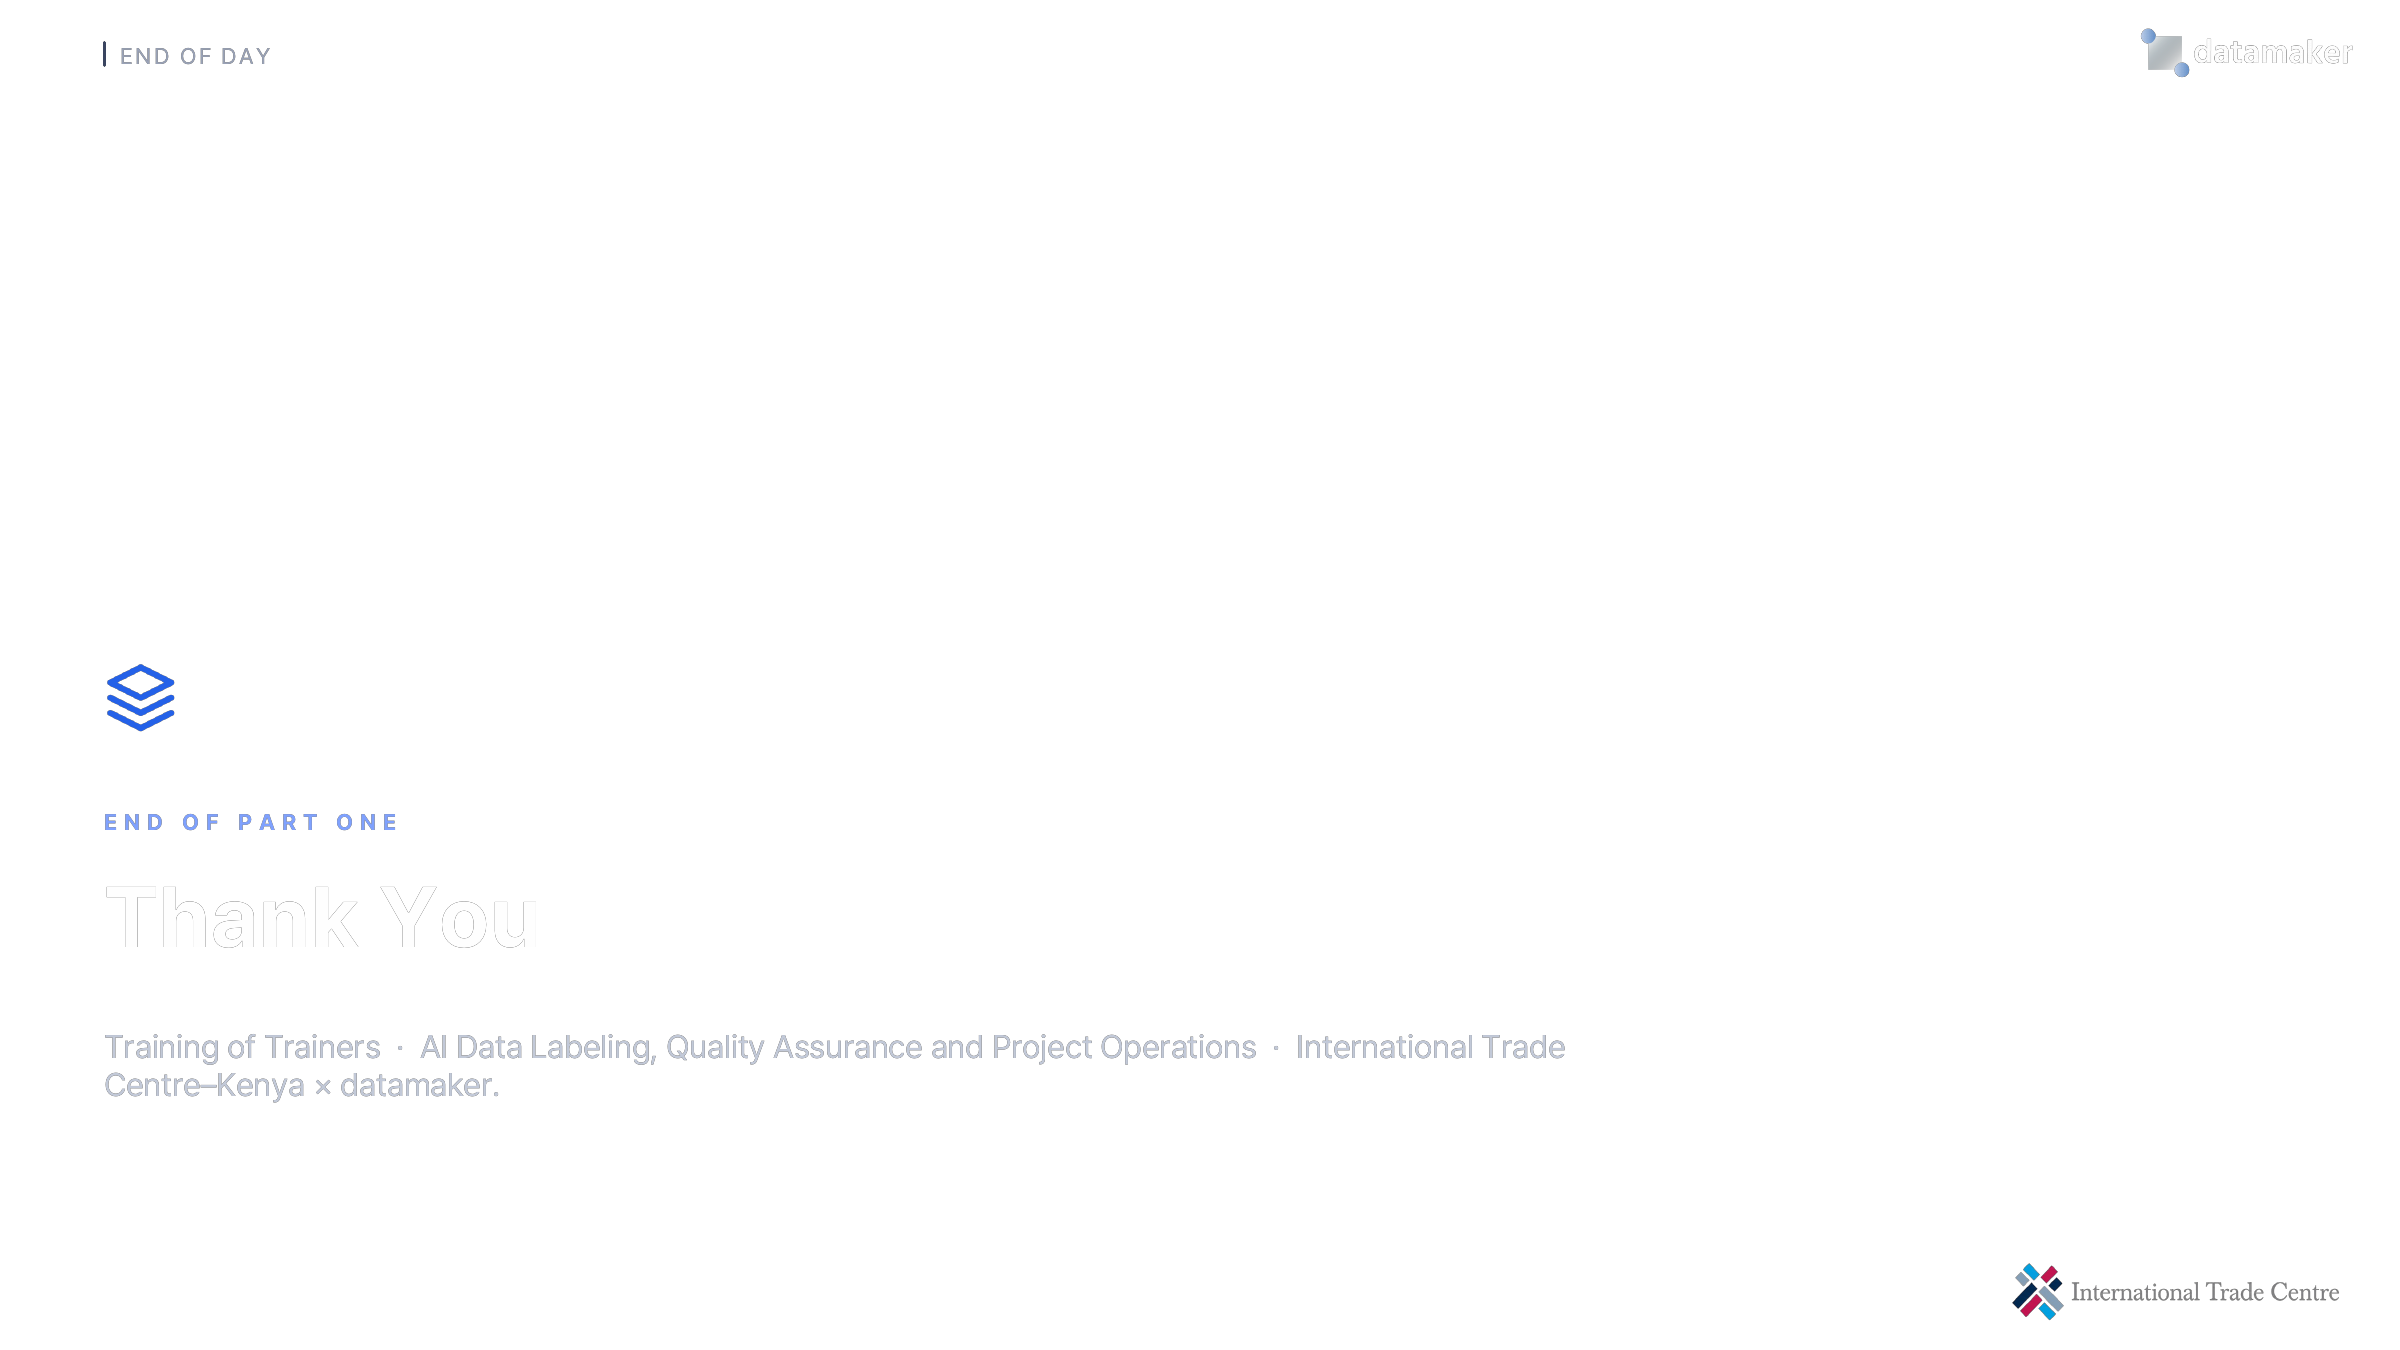 END OF DAY
datamaker
END OF PART ONE
Thank You
Training of Trainers · AI Data Labeling, Quality Assurance and Project Operations · International Trade
Centre–Kenya × datamaker.
International Trade Centre